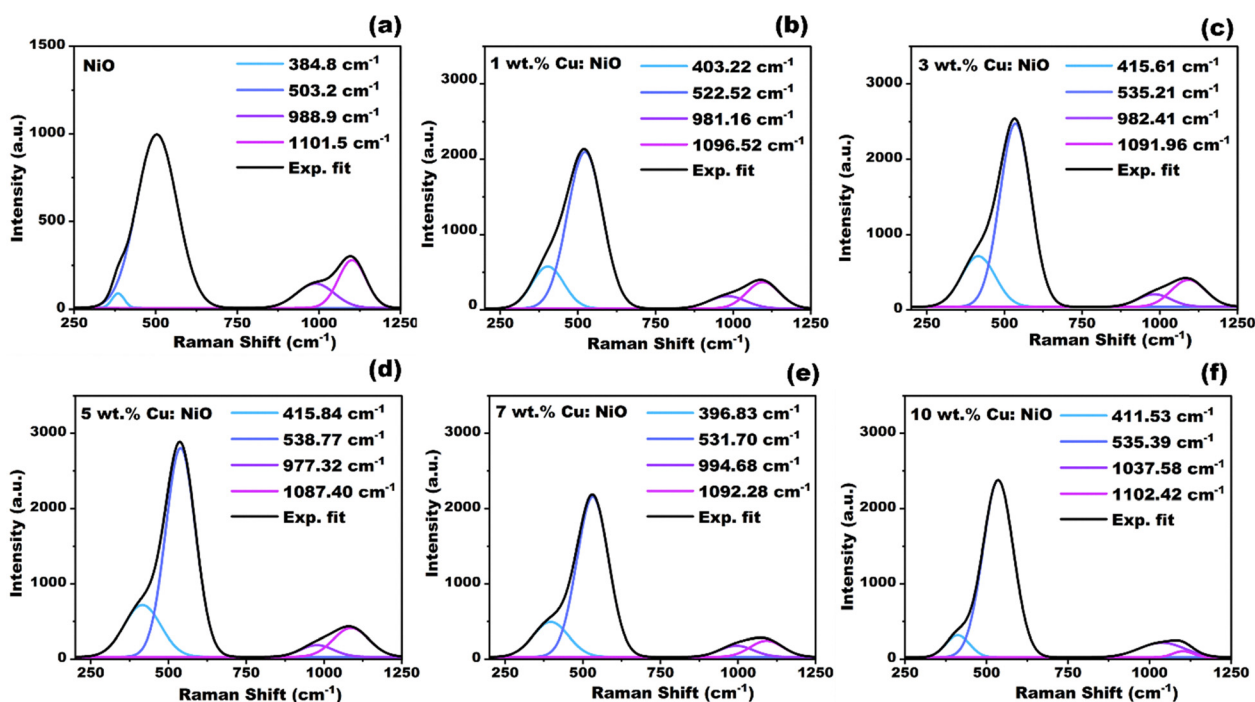 (a)
NiO
384.8 cm⁻¹
503.2 cm⁻¹
988.9 cm⁻¹
1101.5 cm⁻¹
Exp. fit
Intensity (a.u.)
1500
1000
500
0
250 500 750 1000 1250
Raman Shift (cm⁻¹)
(b)
1 wt.% Cu: NiO
403.22 cm⁻¹
522.52 cm⁻¹
981.16 cm⁻¹
1096.52 cm⁻¹
Exp. fit
Intensity (a.u.)
3000
2000
1000
0
250 500 750 1000 1250
Raman Shift (cm⁻¹)
(c)
3 wt.% Cu: NiO
415.61 cm⁻¹
535.21 cm⁻¹
982.41 cm⁻¹
1091.96 cm⁻¹
Exp. fit
Intensity (a.u.)
3000
2000
1000
0
250 500 750 1000 1250
Raman Shift (cm⁻¹)
(d)
5 wt.% Cu: NiO
415.84 cm⁻¹
538.77 cm⁻¹
977.32 cm⁻¹
1087.40 cm⁻¹
Exp. fit
Intensity (a.u.)
3000
2000
1000
0
250 500 750 1000 1250
Raman Shift (cm⁻¹)
(e)
7 wt.% Cu: NiO
396.83 cm⁻¹
531.70 cm⁻¹
994.68 cm⁻¹
1092.28 cm⁻¹
Exp. fit
Intensity (a.u.)
3000
2000
1000
0
250 500 750 1000 1250
Raman Shift (cm⁻¹)
(f)
10 wt.% Cu: NiO
411.53 cm⁻¹
535.39 cm⁻¹
1037.58 cm⁻¹
1102.42 cm⁻¹
Exp. fit
Intensity (a.u.)
3000
2000
1000
0
250 500 750 1000 1250
Raman Shift (cm⁻¹)